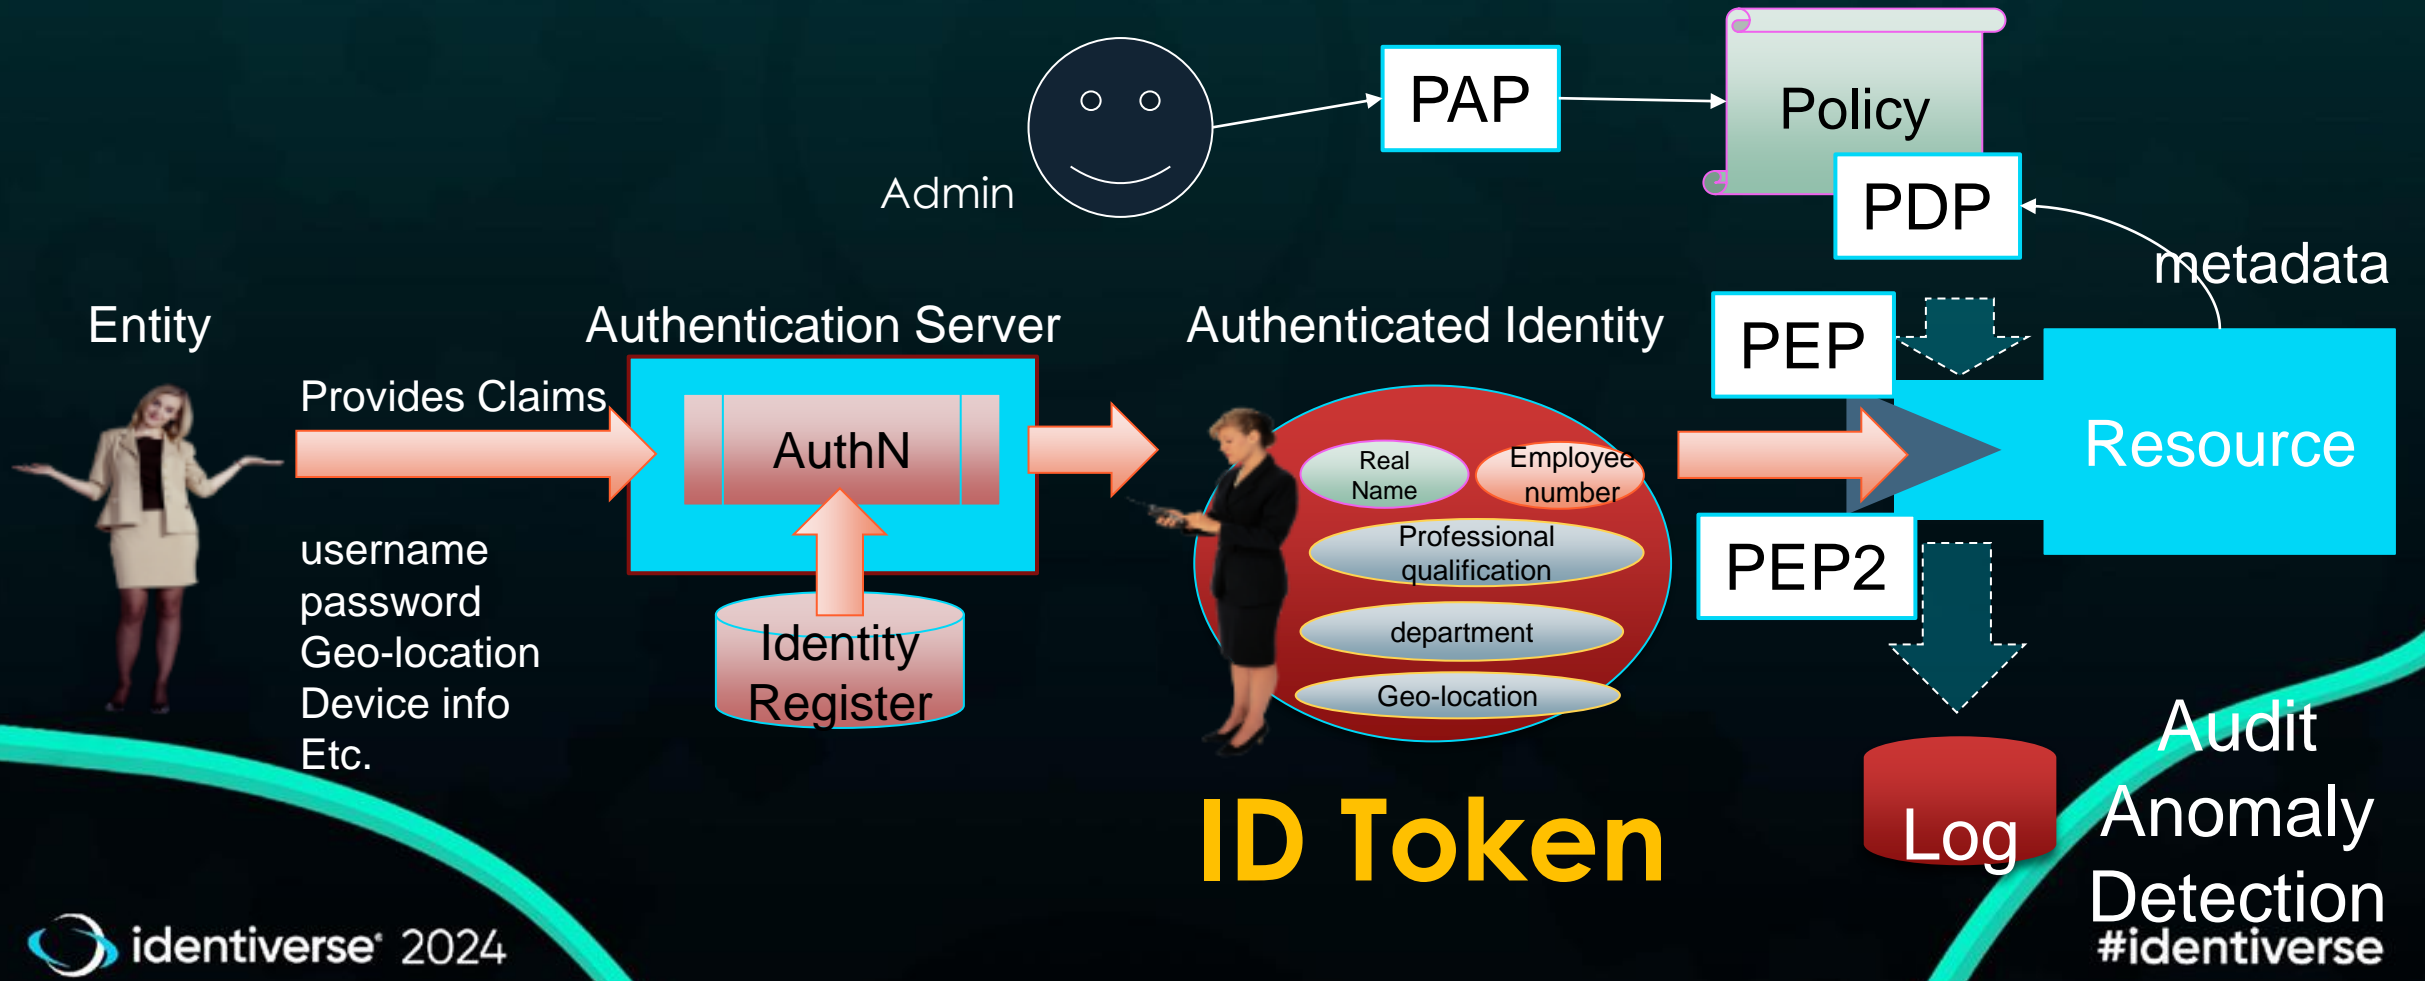 PAP
Policy
Admin
PDP
metadata
Entity
Authentication Server
Authenticated Identity
PEP
Provides Claims
AuthN
Real
Name
Employee
number
Resource
Professional
qualification
username
password
Geo-location
Device info
Etc.
PEP2
Identity
Register
department
Geo-location
ID Token
Log
Audit
Anomaly
Detection
identiverse 2024
#identiverse